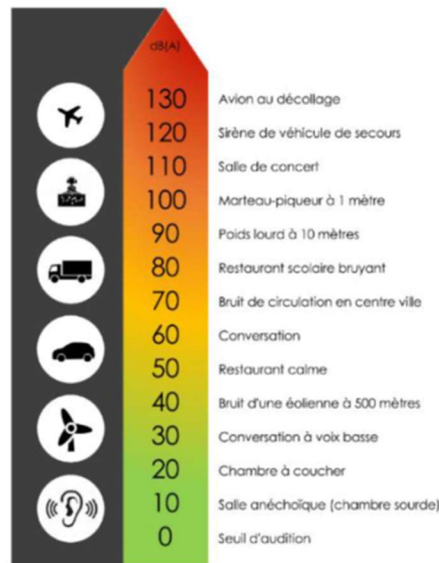 dB(A)
130 Avion au décollage
120 Sirène de véhicule de secours
110 Salle de concert
100 Marteau-piqueur à 1 mètre
90 Poids lourd à 10 mètres
80 Restaurant scolaire bruyant
70 Bruit de circulation en centre ville
60 Conversation
50 Restaurant calme
40 Bruit d'une éolienne à 500 mètres
30 Conversation à voix basse
20 Chambre à coucher
10 Salle anéchoïque (chambre sourde)
0 Seuil d'audition